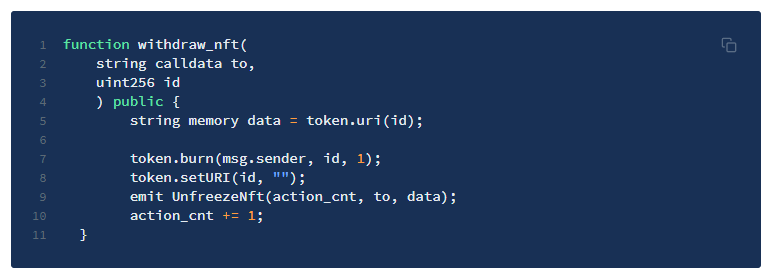 1 function withdraw_nft(
2 string calldata to,
3 uint256 id
4 ) public {
5 string memory data = token.uri(id);
6
7 token.burn(msg.sender, id, 1);
8 token.setURI(id, "");
9 emit UnfreezeNft(action_cnt, to, data);
10 action_cnt += 1;
11 }